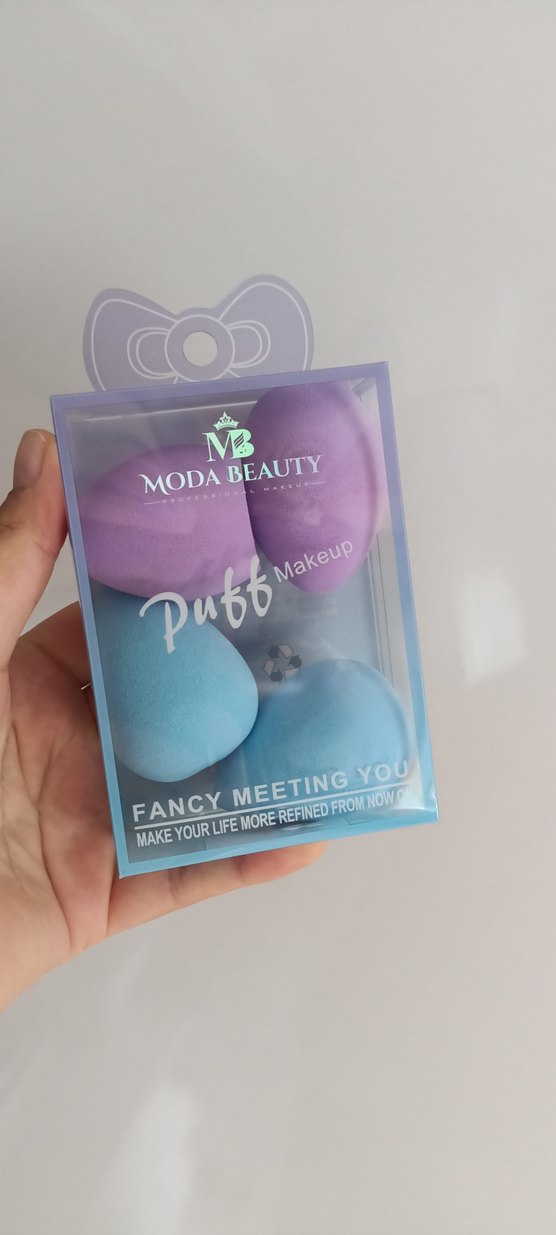 MB
MODA BEAUTY
PROFESSIONAL MAKEUP
Puff Makeup
FANCY MEETING YOU
MAKE YOUR LIFE MORE REFINED FROM NOW O